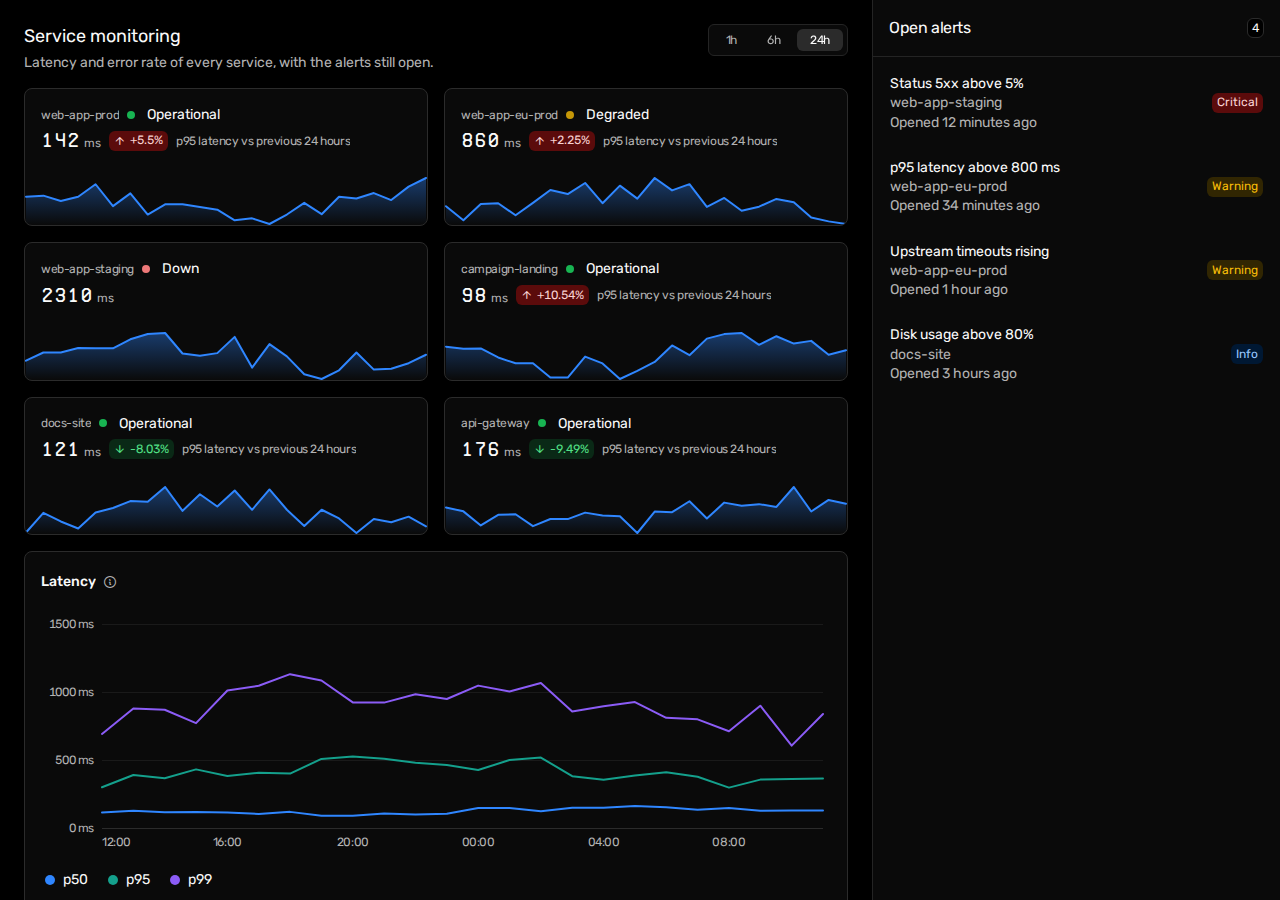 Service monitoring
Latency and error rate of every service, with the alerts still open.
1h 6h 24h
web-app-prod Operational
142 ms ↑ +5.5% p95 latency vs previous 24 hours
web-app-eu-prod Degraded
860 ms ↑ +2.25% p95 latency vs previous 24 hours
web-app-staging Down
2310 ms
campaign-landing Operational
98 ms ↑ +10.54% p95 latency vs previous 24 hours
docs-site Operational
121 ms ↓ -8.03% p95 latency vs previous 24 hours
api-gateway Operational
176 ms ↓ -9.49% p95 latency vs previous 24 hours
Latency
1500 ms
1000 ms
500 ms
0 ms
12:00 16:00 20:00 00:00 04:00 08:00
p50 p95 p99
Open alerts 4
Status 5xx above 5%
web-app-staging
Opened 12 minutes ago
Critical
p95 latency above 800 ms
web-app-eu-prod
Opened 34 minutes ago
Warning
Upstream timeouts rising
web-app-eu-prod
Opened 1 hour ago
Warning
Disk usage above 80%
docs-site
Opened 3 hours ago
Info